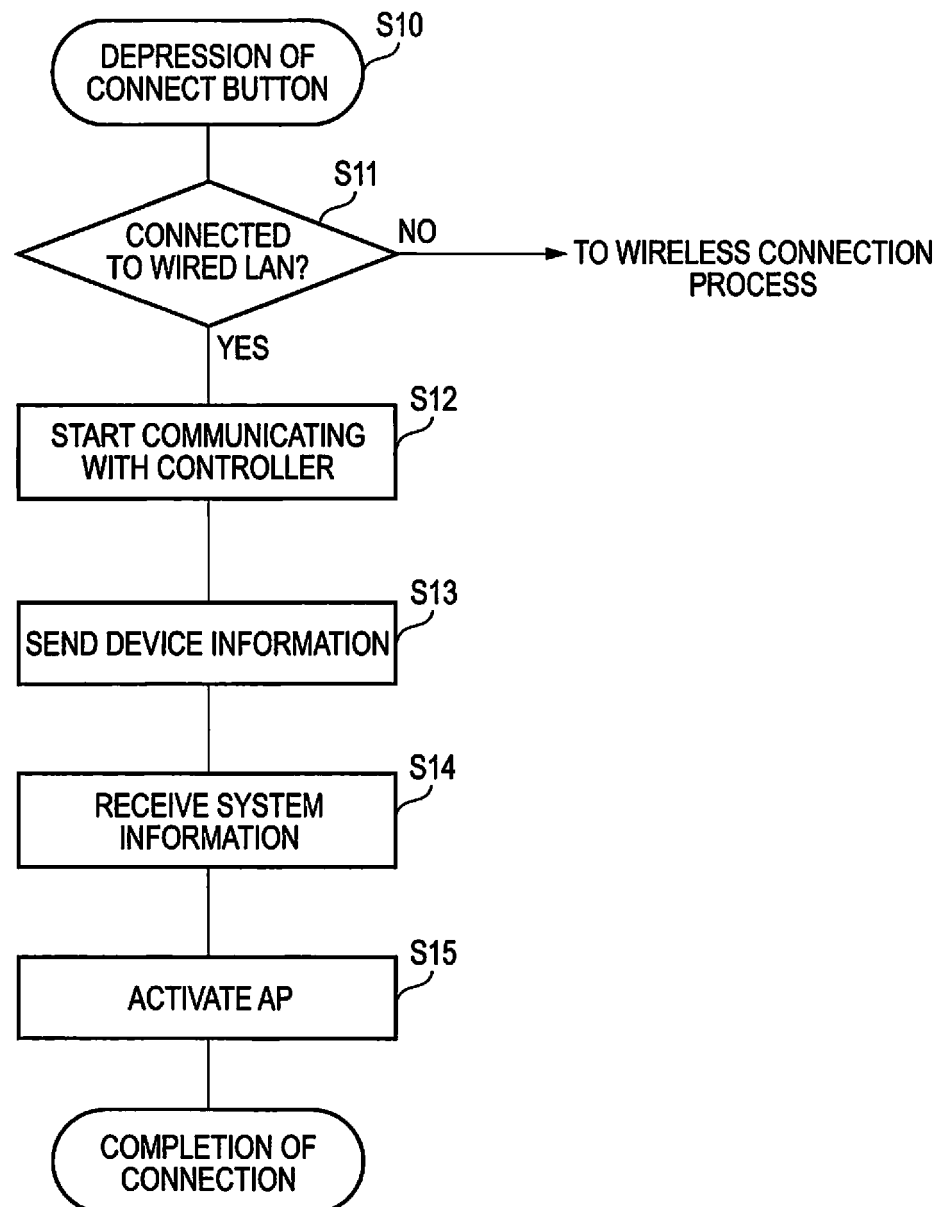 S10
DEPRESSION OF
CONNECT BUTTON
S11
CONNECTED
TO WIRED LAN?
NO
TO WIRELESS CONNECTION
PROCESS
YES
S12
START COMMUNICATING
WITH CONTROLLER
S13
SEND DEVICE INFORMATION
S14
RECEIVE SYSTEM
INFORMATION
S15
ACTIVATE AP
COMPLETION OF
CONNECTION